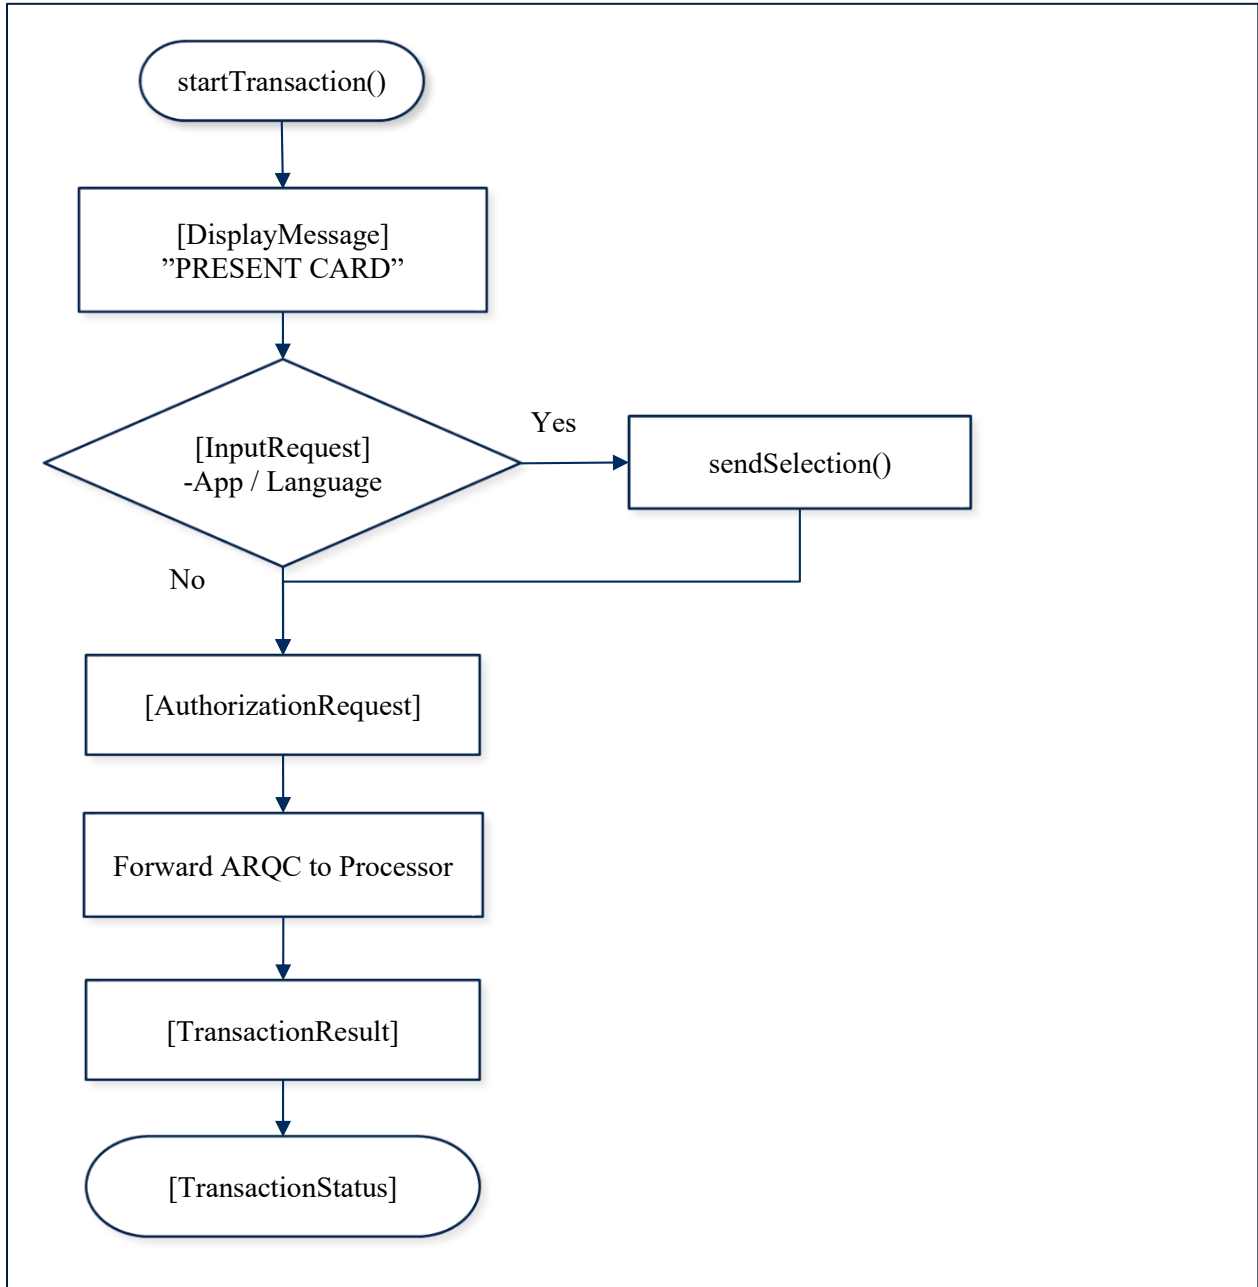 startTransaction()
[DisplayMessage]
”PRESENT CARD”
[InputRequest]
-App / Language
Yes
sendSelection()
No
[AuthorizationRequest]
Forward ARQC to Processor
[TransactionResult]
[TransactionStatus]